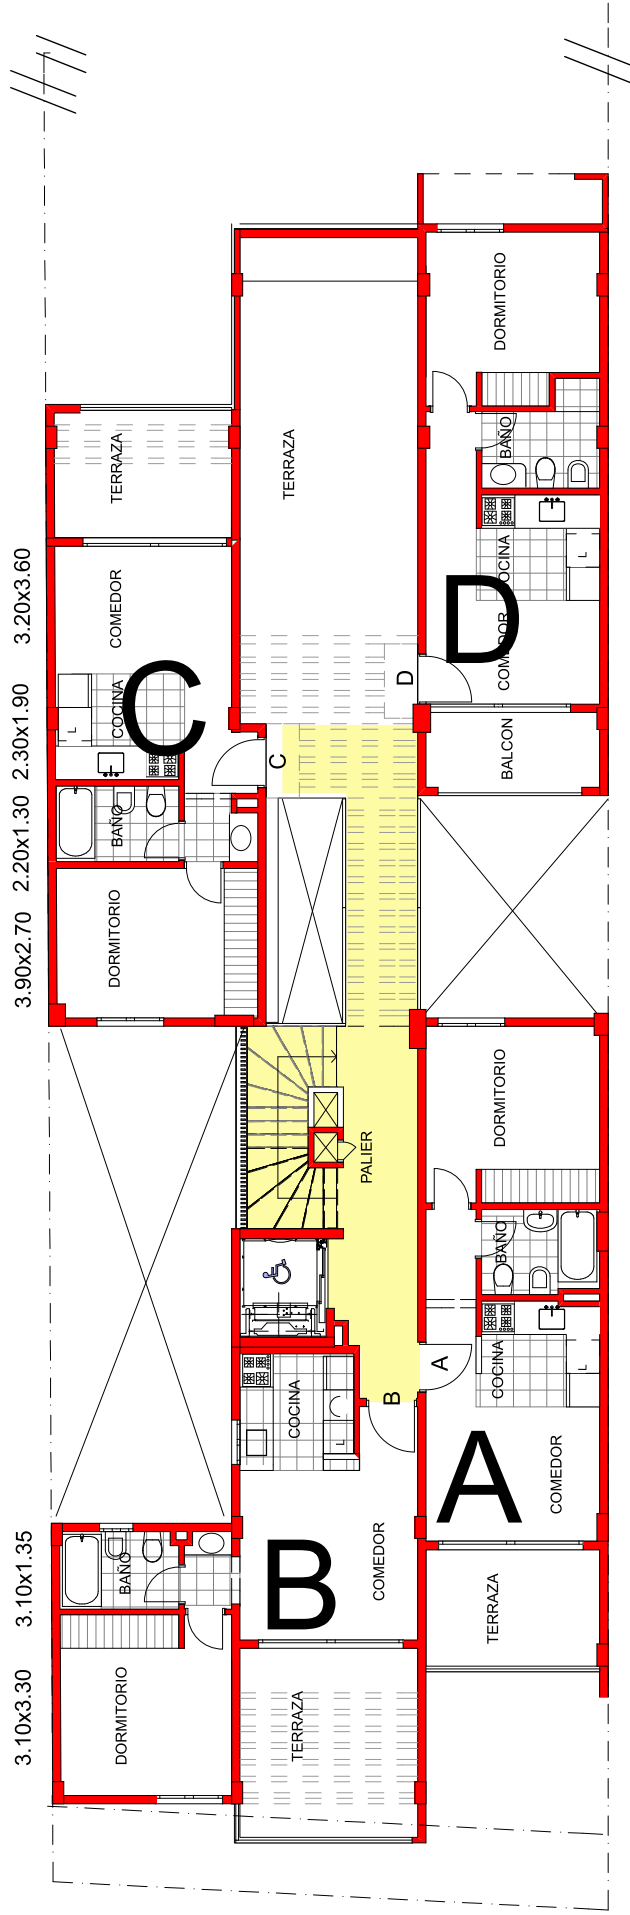 DORMITORIO
BAÑO
COCINA
COMEDOR
D
BALCON
D
TERRAZA
TERRAZA
3.20x3.60
COMEDOR
C
COCINA
L
L
2.30x1.90
C
BAÑO
2.20x1.30
DORMITORIO
3.90x2.70
DORMITORIO
PALIER
BAÑO
COCINA
L
A
B
COCINA
L
A
COMEDOR
TERRAZA
COMEDOR
B
3.10x1.35
BAÑO
3.10x3.30
DORMITORIO
TERRAZA